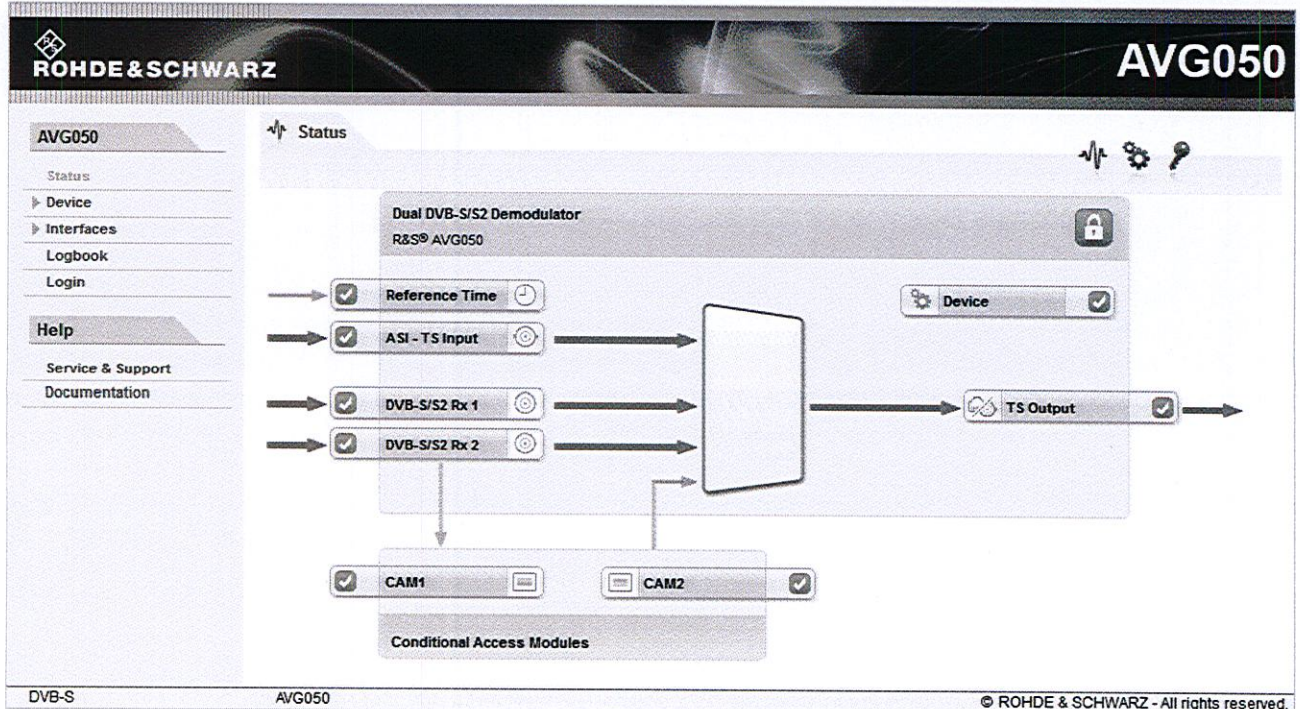 ROHDE&SCHWARZ
AVG050
AVG050
Status
Device
Interfaces
Logbook
Login
Help
Service & Support
Documentation
Status
Dual DVB-S/S2 Demodulator
R&S® AVG050
Reference Time
Device
ASI - TS Input
DVB-S/S2 Rx 1
TS Output
DVB-S/S2 Rx 2
CAM1
CAM2
Conditional Access Modules
DVB-S
AVG050
© ROHDE & SCHWARZ - All rights reserved.